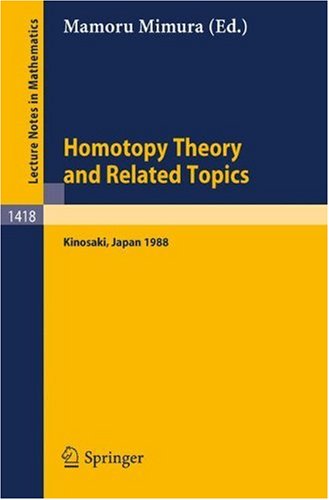 Mamoru Mimura (Ed.)
Lecture Notes in Mathematics
Homotopy Theory
and Related Topics
1418
Kinosaki, Japan 1988
Springer